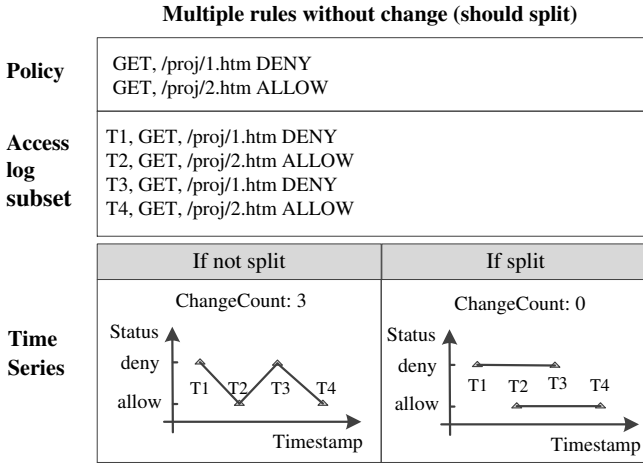 Multiple rules without change (should split)
Policy
GET, /proj/1.htm DENY
GET, /proj/2.htm ALLOW
Access
log
subset
T1, GET, /proj/1.htm DENY
T2, GET, /proj/2.htm ALLOW
T3, GET, /proj/1.htm DENY
T4, GET, /proj/2.htm ALLOW
Time
Series
If not split
ChangeCount: 3
Status
deny
T1 T2 T3 T4
allow
Timestamp
If split
ChangeCount: 0
Status
deny
T1 T2 T3 T4
allow
Timestamp